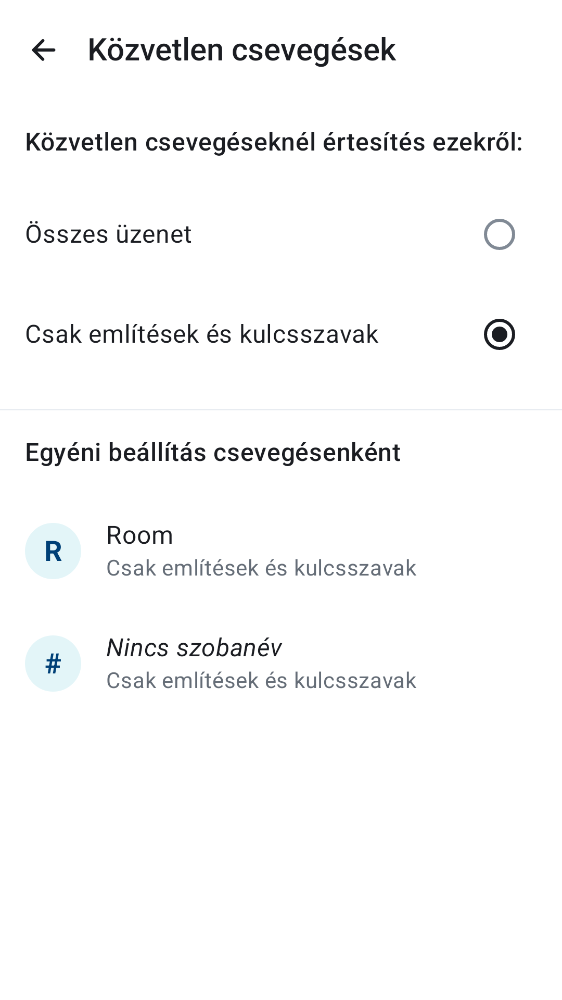 Közvetlen csevegések
Közvetlen csevegéseknél értesítés ezekről:
Összes üzenet
Csak említések és kulcsszavak
Egyéni beállítás csevegésenként
R
Room
Csak említések és kulcsszavak
#
Nincs szobanév
Csak említések és kulcsszavak